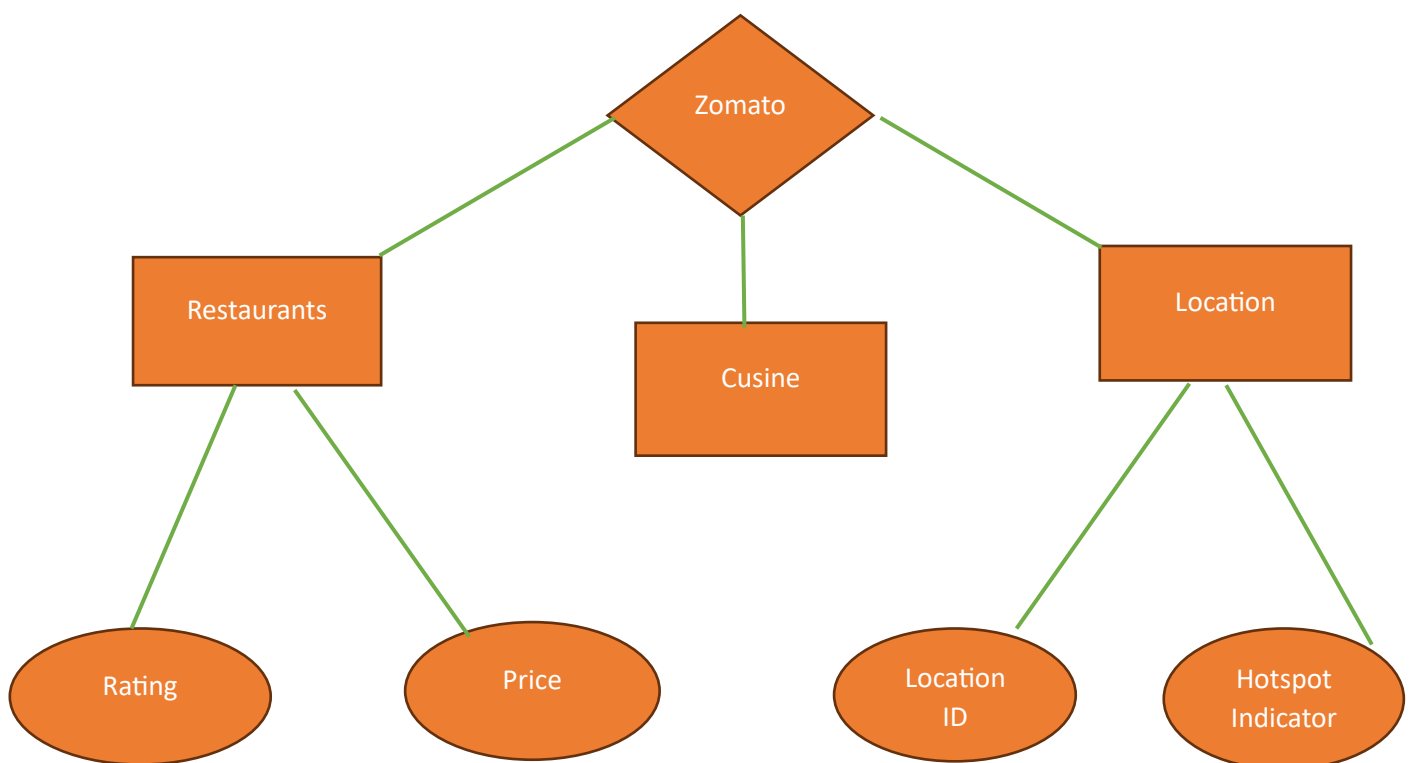 Zomato
Restaurants
Cusine
Location
Rating
Price
Location
ID
Hotspot
Indicator